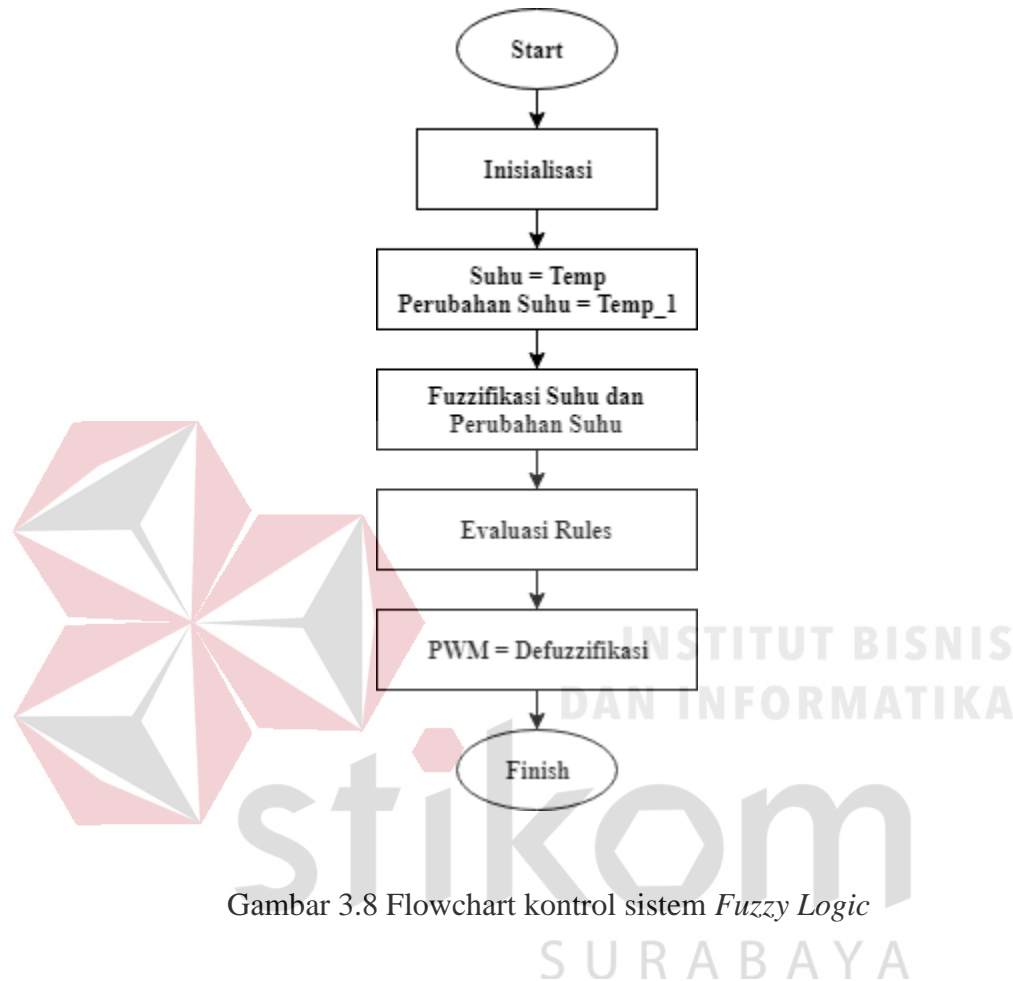 Start
Inisialisasi
Suhu = Temp
Perubahan Suhu = Temp_1
Fuzzifikasi Suhu dan
Perubahan Suhu
Evaluasi Rules
PWM = Defuzzifikasi
INSTITUT BISNIS
DAN INFORMATIKA
Finish
stikom
Gambar 3.8 Flowchart kontrol sistem Fuzzy Logic
SURABAYA